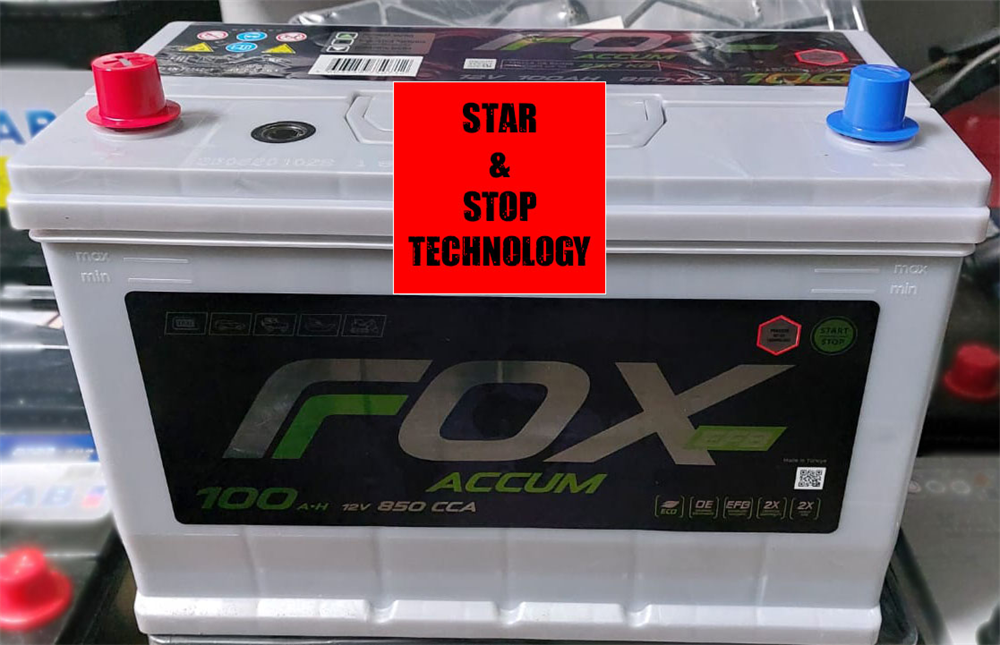 FOX
ACCUM
12V 100AH 850 CCA
100
STAR
&
STOP
TECHNOLOGY
max
min
max
min
START
STOP
FOX
EFB
ACCUM
Made in Türkiye
100 A·H 12V 850 CCA
ECO
OE
EFB
2X
2X